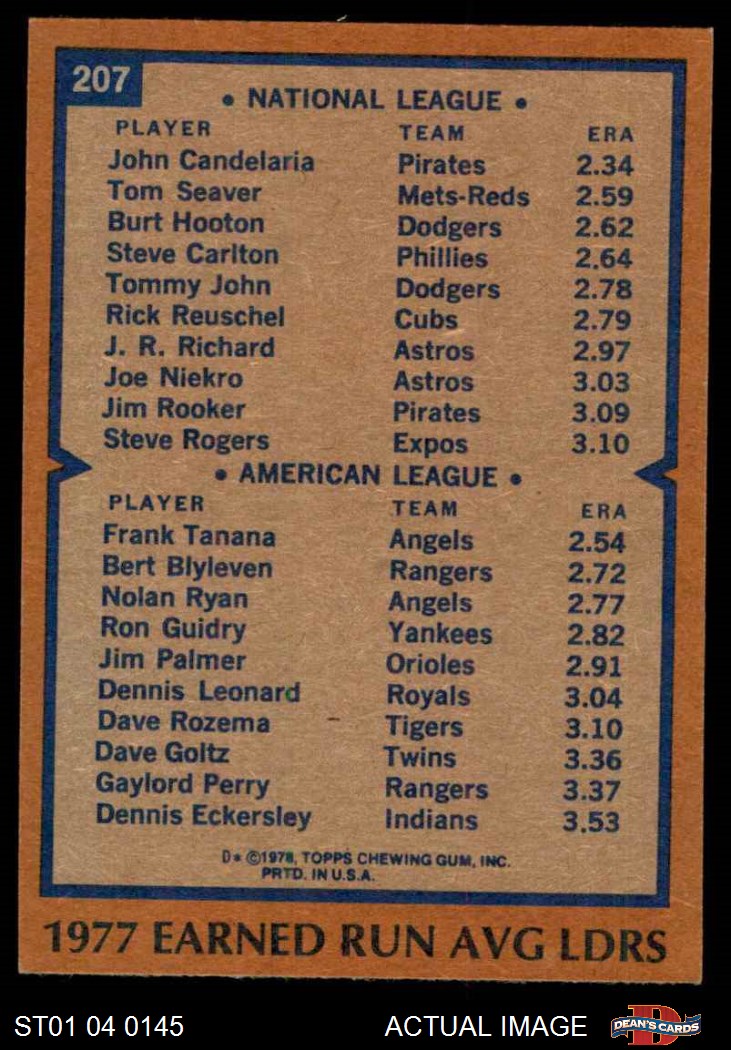 207
• NATIONAL LEAGUE •
PLAYER TEAM ERA
John Candelaria Pirates 2.34
Tom Seaver Mets-Reds 2.59
Burt Hooton Dodgers 2.62
Steve Carlton Phillies 2.64
Tommy John Dodgers 2.78
Rick Reuschel Cubs 2.79
J. R. Richard Astros 2.97
Joe Niekro Astros 3.03
Jim Rooker Pirates 3.09
Steve Rogers Expos 3.10
• AMERICAN LEAGUE •
PLAYER TEAM ERA
Frank Tanana Angels 2.54
Bert Blyleven Rangers 2.72
Nolan Ryan Angels 2.77
Ron Guidry Yankees 2.82
Jim Palmer Orioles 2.91
Dennis Leonard Royals 3.04
Dave Rozema Tigers 3.10
Dave Goltz Twins 3.36
Gaylord Perry Rangers 3.37
Dennis Eckersley Indians 3.53
D* ©1978, TOPPS CHEWING GUM, INC.
PRTD. IN U.S.A.
1977 EARNED RUN AVG LDRS
ST01 04 0145 ACTUAL IMAGE D DEAN'S CARDS